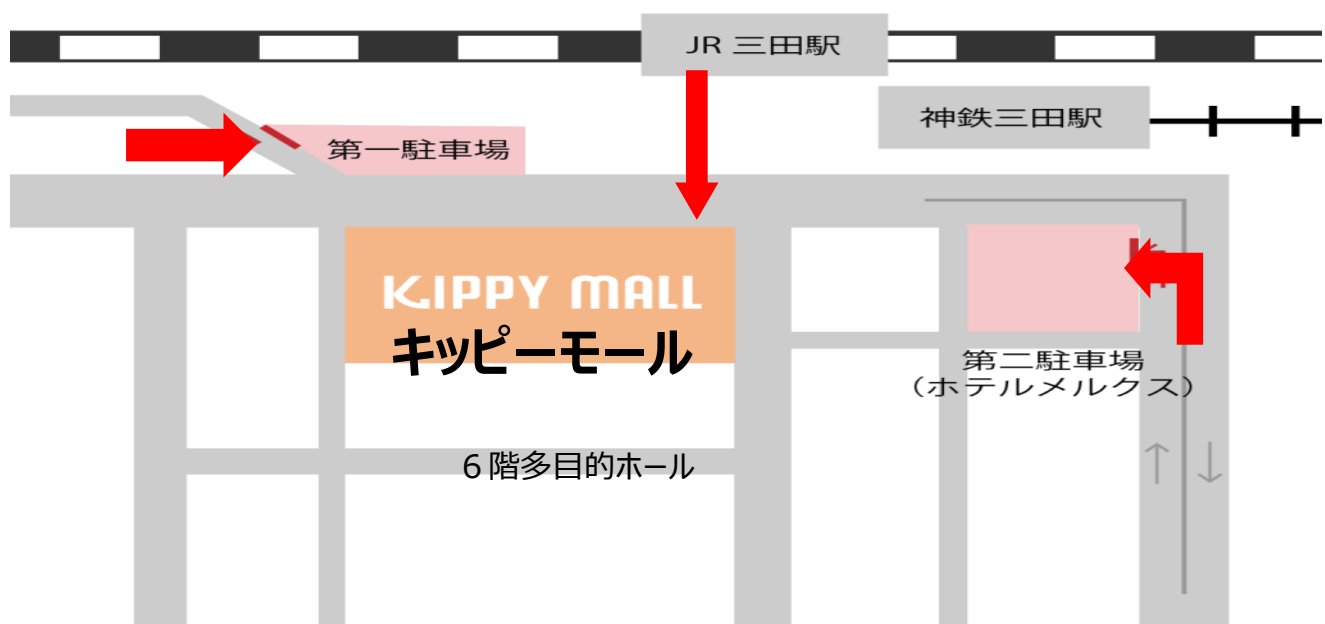 JR 三田駅
神鉄三田駅
第一駐車場
KIPPY MALL
キッピーモール
第二駐車場
（ホテルメルクス）
6階多目的ホール